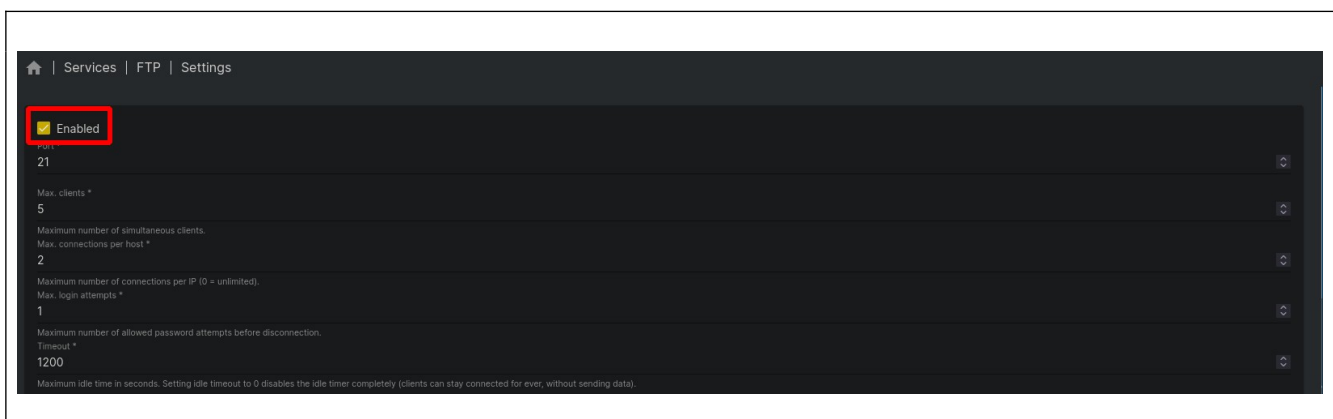 | Services | FTP | Settings
Enabled
Port *
21
Max. clients *
5
Maximum number of simultaneous clients.
Max. connections per host *
2
Maximum number of connections per IP (0 = unlimited).
Max. login attempts *
1
Maximum number of allowed password attempts before disconnection.
Timeout *
1200
Maximum idle time in seconds. Setting idle timeout to 0 disables the idle timer completely (clients can stay connected for ever, without sending data).